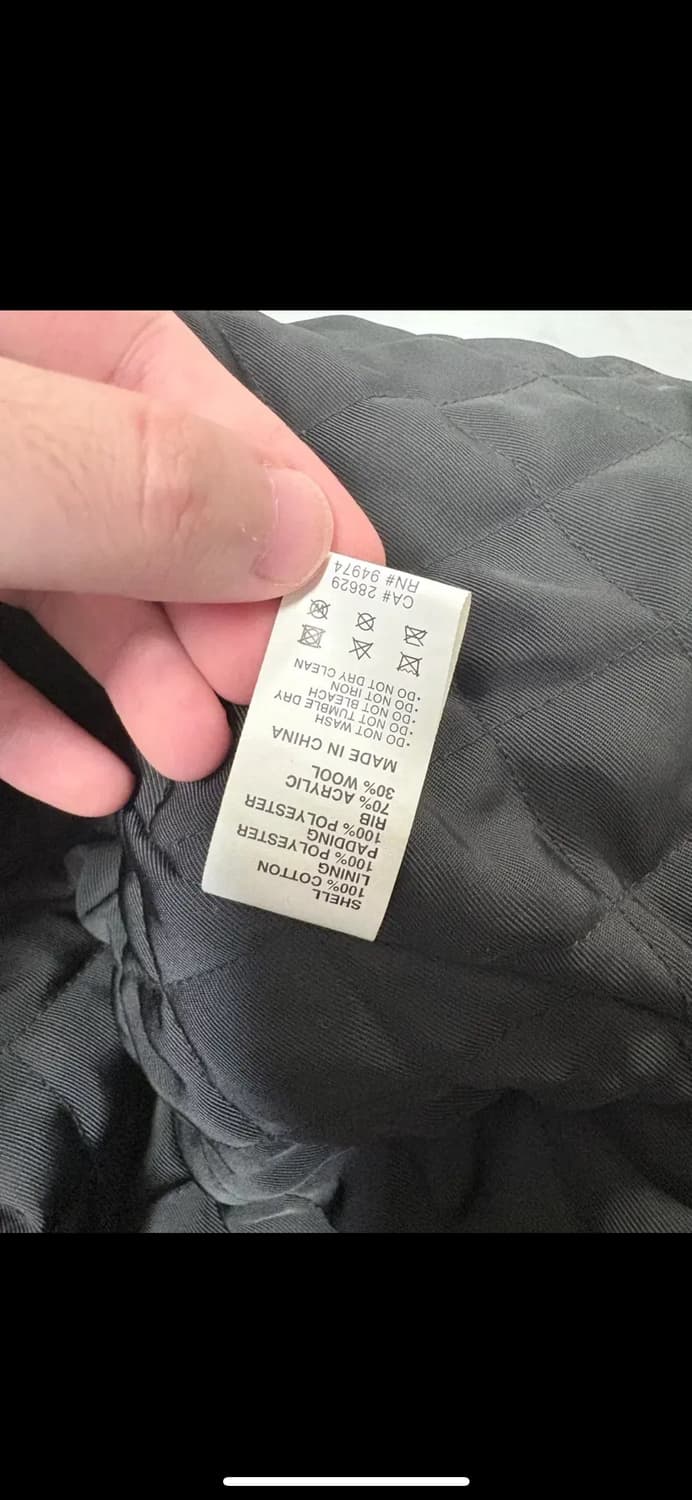 SHELL
100% COTTON
LINING
100% POLYESTER
PADDING
100% POLYESTER
RIB
70% ACRYLIC
30% WOOL
MADE IN CHINA
•DO NOT WASH
•DO NOT TUMBLE DRY
•DO NOT BLEACH
•DO NOT IRON
•DO NOT DRY CLEAN
CA# 28629
RN# 94974